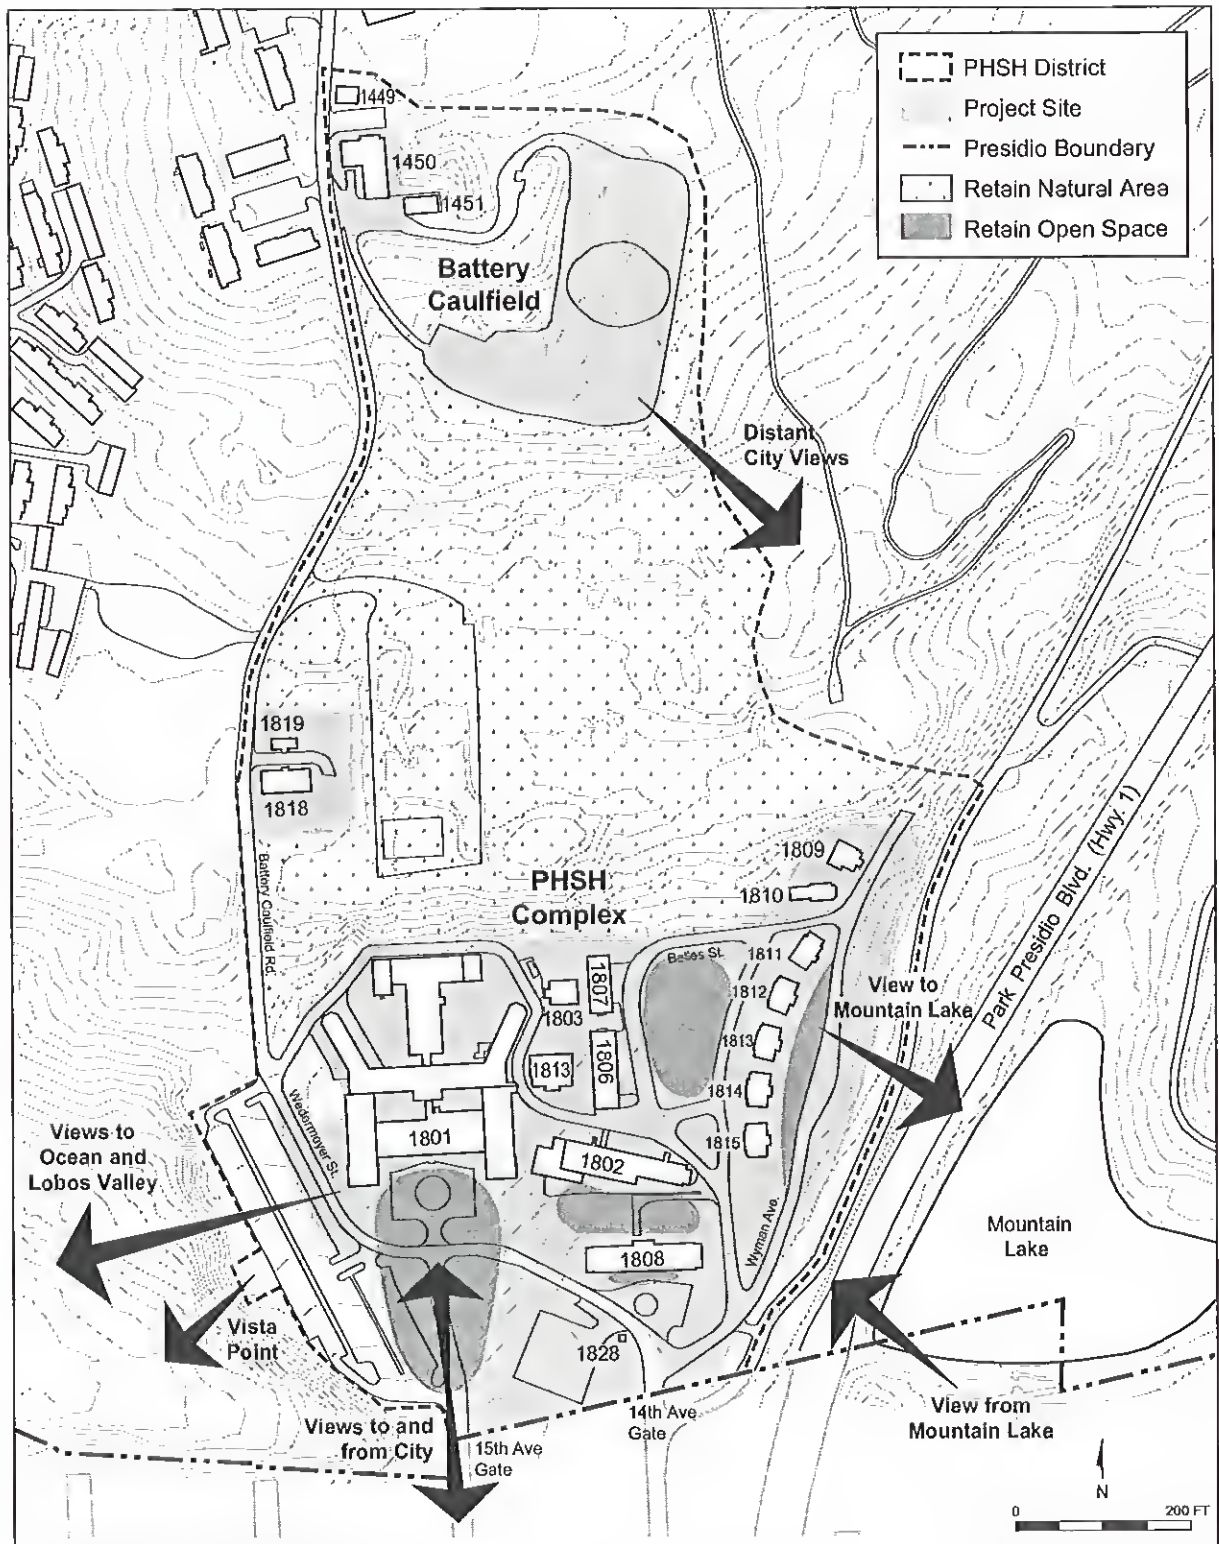 PHSH District
Project Site
Presidio Boundary
Retain Natural Area
Retain Open Space
1449
1450
1451
Battery
Caulfield
Distant
City Views
1819
1818
Battery Caulfield Rd.
PHSH
Complex
1809
1810
Park Presidio Blvd. (Hwy. 1)
Battes St.
1811
1807
1812
1803
View to
Mountain Lake
1813
1806
1813
1814
1815
Wedermoyer St.
1801
1802
Views to
Ocean and
Lobos Valley
Wyman Ave.
Mountain
Lake
1808
Vista
Point
1828
Views to and
from City
14th Ave
Gate
15th Ave
Gate
View from
Mountain Lake
N
0 200 FT